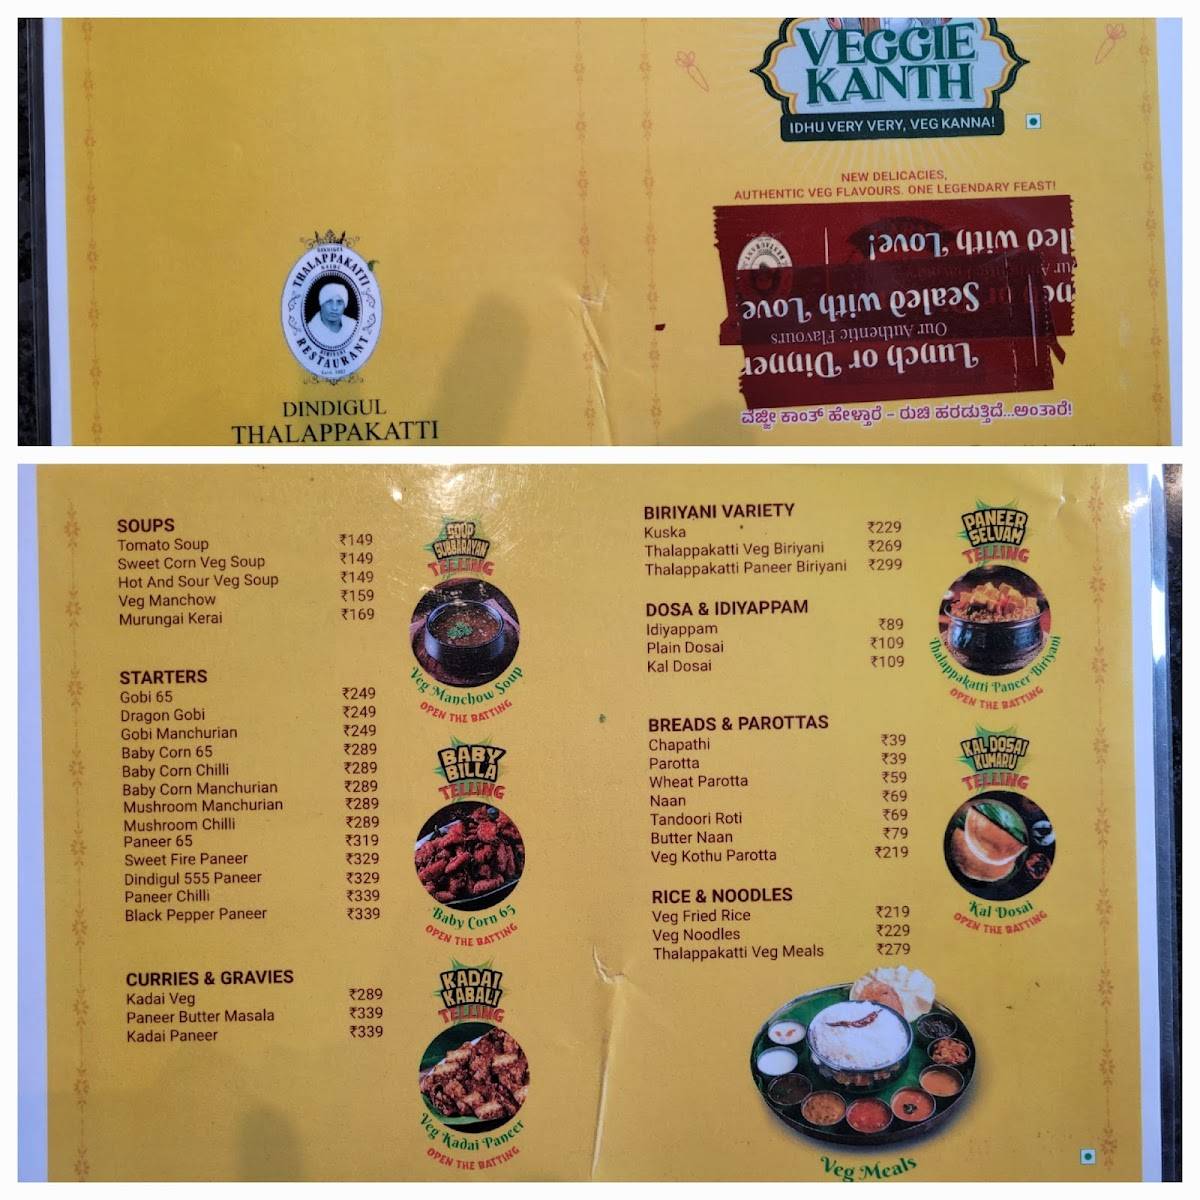 VEGGIE
KANTH
IDHU VERY VERY, VEG KANNA!
NEW DELICACIES,
AUTHENTIC VEG FLAVOURS. ONE LEGENDARY FEAST!
with Love!
Sealed with Love
Our Authentic Flavours
Lunch or Dinner
ವೆಜ್ಜೀ ಕಾಂತ್ ಹೇಳ್ತಾರೆ – ರುಚಿ ಹರಡುತ್ತಿದೆ...ಅಂತಾರೆ!
DINDIGUL
THALAPPAKATTI
NAIDU
BIRIYANI
RESTAURANT
Estd. 1957
DINDIGUL
THALAPPAKATTI
SOUPS
Tomato Soup ₹149
Sweet Corn Veg Soup ₹149
Hot And Sour Veg Soup ₹149
Veg Manchow ₹159
Murungai Kerai ₹169
SOUP
SUBBARAYAN
TELLING
Veg Manchow Soup
OPEN THE BATTING
STARTERS
Gobi 65 ₹249
Dragon Gobi ₹249
Gobi Manchurian ₹249
Baby Corn 65 ₹289
Baby Corn Chilli ₹289
Baby Corn Manchurian ₹289
Mushroom Manchurian ₹289
Mushroom Chilli ₹289
Paneer 65 ₹319
Sweet Fire Paneer ₹329
Dindigul 555 Paneer ₹329
Paneer Chilli ₹339
Black Pepper Paneer ₹339
BABY
BILLA
TELLING
Baby Corn 65
OPEN THE BATTING
CURRIES & GRAVIES
Kadai Veg ₹289
Paneer Butter Masala ₹339
Kadai Paneer ₹339
KADAI
KABALI
TELLING
Veg Kadai Paneer
OPEN THE BATTING
BIRIYANI VARIETY
Kuska ₹229
Thalappakatti Veg Biriyani ₹269
Thalappakatti Paneer Biriyani ₹299
PANEER
SELVAM
TELLING
Thalappakatti Paneer Biriyani
OPEN THE BATTING
DOSA & IDIYAPPAM
Idiyappam ₹89
Plain Dosai ₹109
Kal Dosai ₹109
BREADS & PAROTTAS
Chapathi ₹39
Parotta ₹39
Wheat Parotta ₹59
Naan ₹69
Tandoori Roti ₹69
Butter Naan ₹79
Veg Kothu Parotta ₹219
KAL DOSAI
KUMARU
TELLING
Kal Dosai
OPEN THE BATTING
RICE & NOODLES
Veg Fried Rice ₹219
Veg Noodles ₹229
Thalappakatti Veg Meals ₹279
Veg Meals